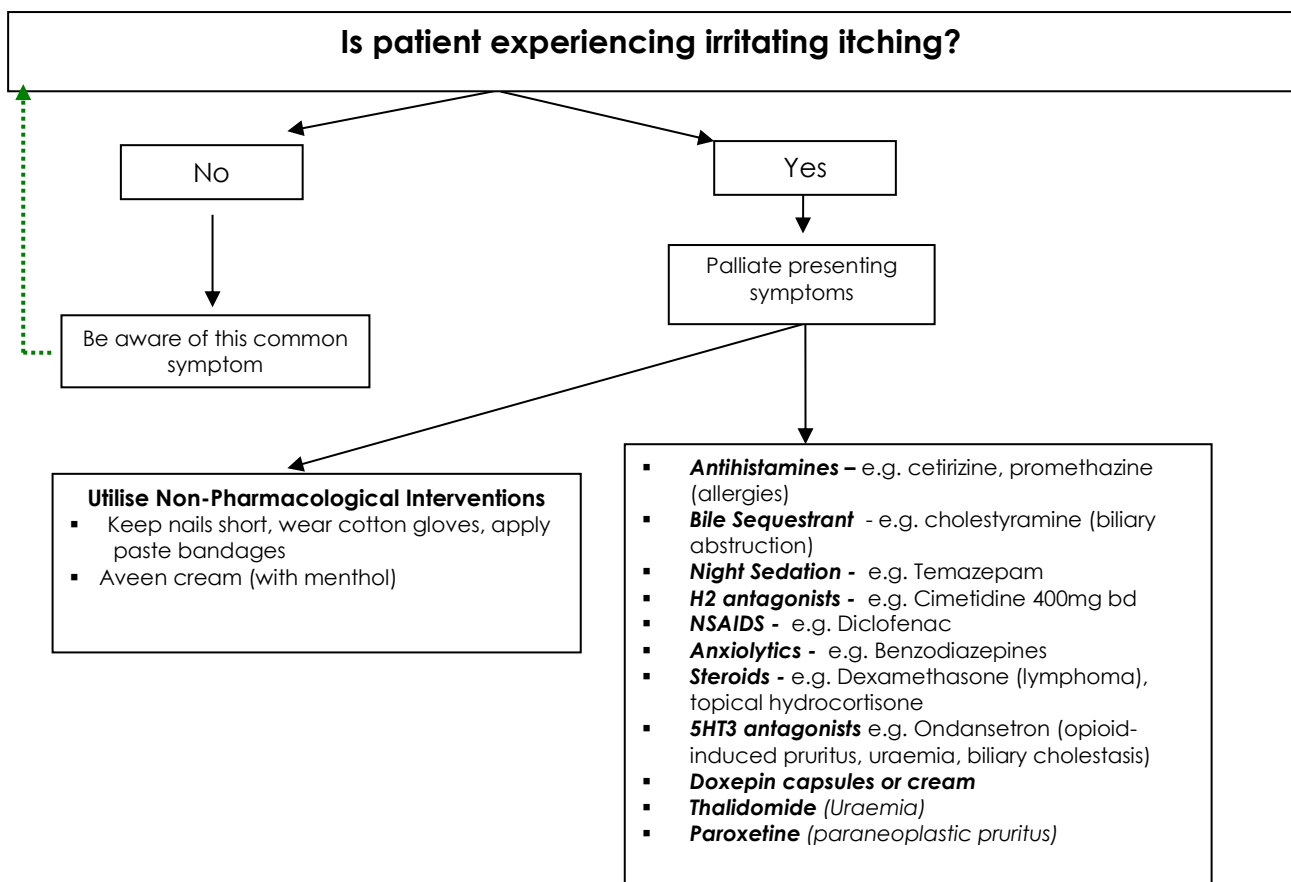 Is patient experiencing irritating itching?
No
Yes
Palliate presenting
symptoms
Be aware of this common
symptom
Utilise Non-Pharmacological Interventions
▪ Keep nails short, wear cotton gloves, apply
paste bandages
▪ Aveen cream (with menthol)
▪ Antihistamines – e.g. cetirizine, promethazine
(allergies)
▪ Bile Sequestrant - e.g. cholestyramine (biliary
abstruction)
▪ Night Sedation - e.g. Temazepam
▪ H2 antagonists - e.g. Cimetidine 400mg bd
▪ NSAIDS - e.g. Diclofenac
▪ Anxiolytics - e.g. Benzodiazepines
▪ Steroids - e.g. Dexamethasone (lymphoma),
topical hydrocortisone
▪ 5HT3 antagonists e.g. Ondansetron (opioid-
induced pruritus, uraemia, biliary cholestasis)
▪ Doxepin capsules or cream
▪ Thalidomide (Uraemia)
▪ Paroxetine (paraneoplastic pruritus)